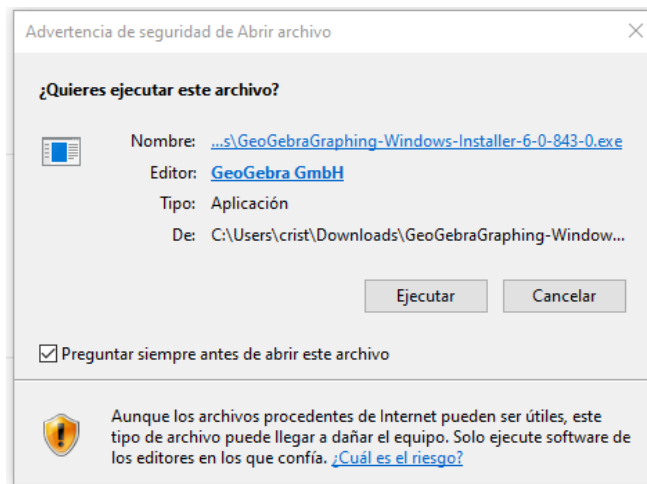 Advertencia de seguridad de Abrir archivo
¿Quieres ejecutar este archivo?
Nombre: ...s\GeoGebraGraphing-Windows-Installer-6-0-843-0.exe
Editor: GeoGebra GmbH
Tipo: Aplicación
De: C:\Users\crist\Downloads\GeoGebraGraphing-Window...
Ejecutar Cancelar
Preguntar siempre antes de abrir este archivo
Aunque los archivos procedentes de Internet pueden ser útiles, este
tipo de archivo puede llegar a dañar el equipo. Solo ejecute software de
los editores en los que confía. ¿Cuál es el riesgo?